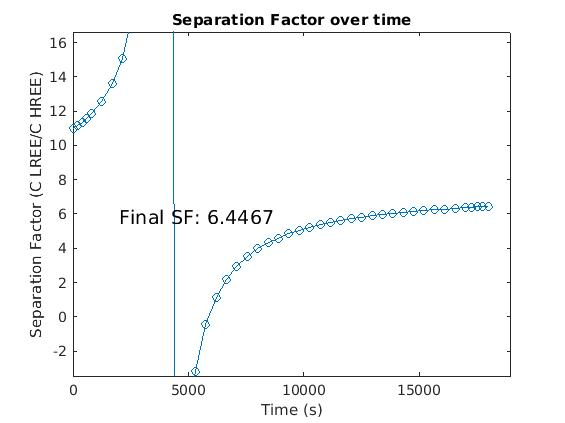 Separation Factor over time
Separation Factor (C LREE/C HREE)
16
14
12
10
8
6
4
2
0
-2
Final SF: 6.4467
0 5000 10000 15000
Time (s)